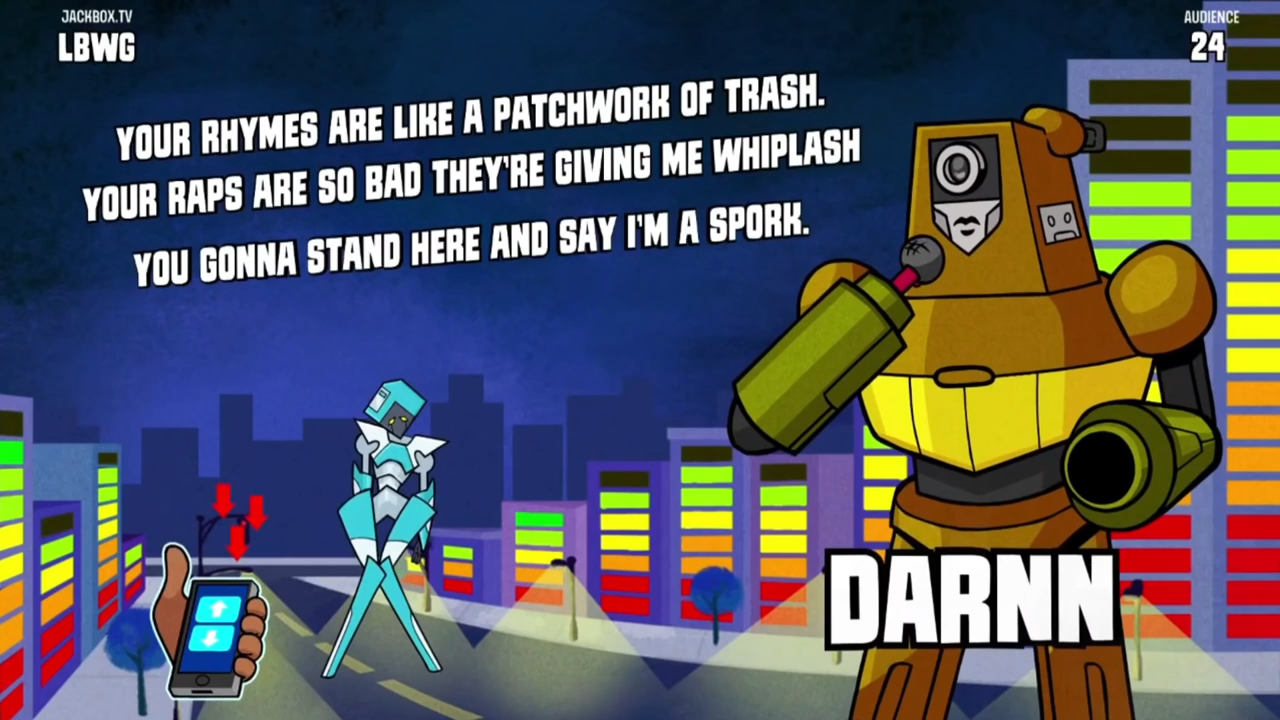 JACKBOX.TV
LBWG
AUDIENCE
24
YOUR RHYMES ARE LIKE A PATCHWORK OF TRASH.
YOUR RAPS ARE SO BAD THEY'RE GIVING ME WHIPLASH
YOU GONNA STAND HERE AND SAY I'M A SPORK.
DARNN